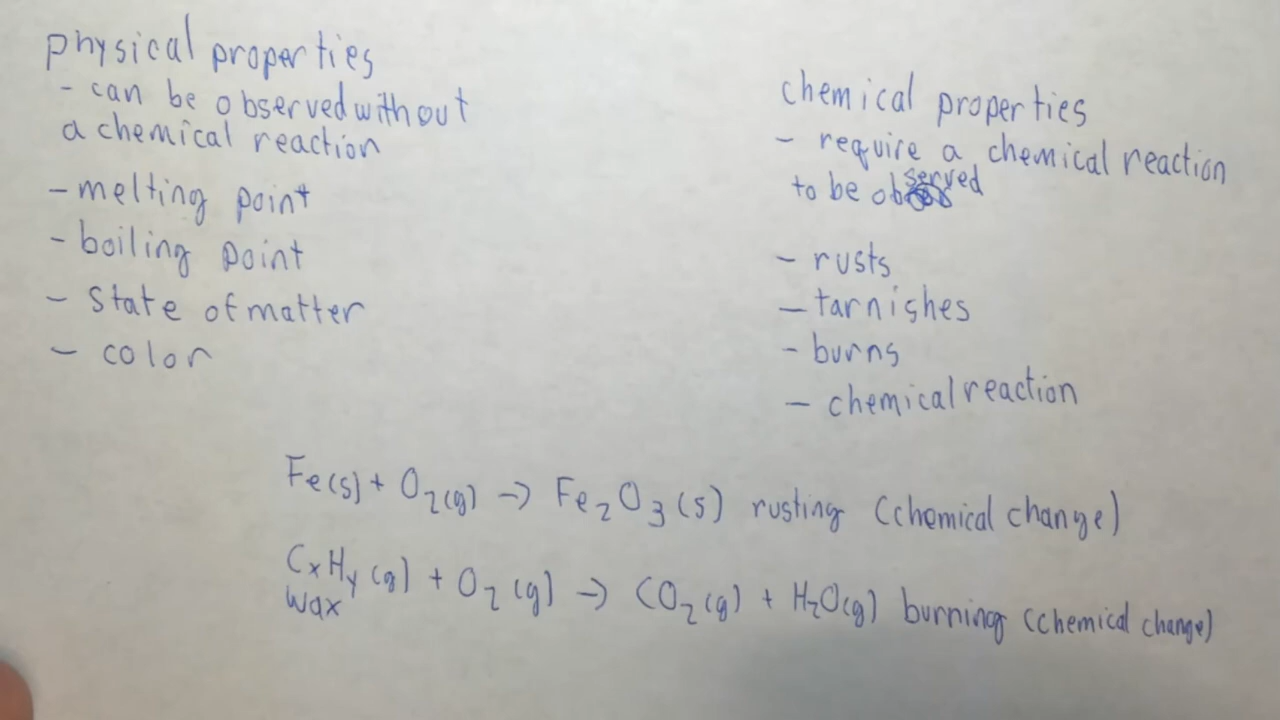 physical properties
- can be observed without
a chemical reaction
- melting point
- boiling point
- state of matter
- color
chemical properties
- require a chemical reaction
to be observed
- rusts
- tarnishes
- burns
- chemical reaction
Fe(s) + O₂(g) → Fe₂O₃(s) rusting (chemical change)
CxHy(g) + O₂(g) → CO₂(g) + H₂O(g) burning (chemical change)
wax